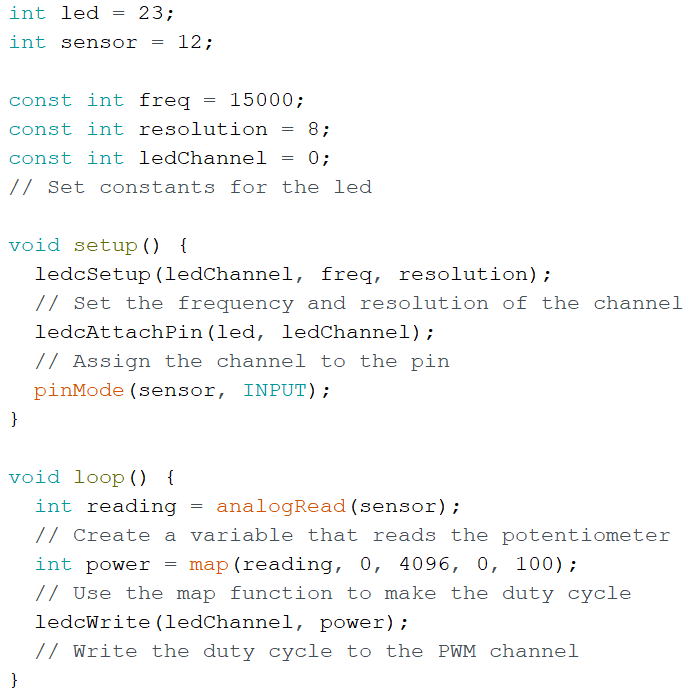 int led = 23;
int sensor = 12;

const int freq = 15000;
const int resolution = 8;
const int ledChannel = 0;
// Set constants for the led

void setup() {
  ledcSetup(ledChannel, freq, resolution);
  // Set the frequency and resolution of the channel
  ledcAttachPin(led, ledChannel);
  // Assign the channel to the pin
  pinMode(sensor, INPUT);
}

void loop() {
  int reading = analogRead(sensor);
  // Create a variable that reads the potentiometer
  int power = map(reading, 0, 4096, 0, 100);
  // Use the map function to make the duty cycle
  ledcWrite(ledChannel, power);
  // Write the duty cycle to the PWM channel
}